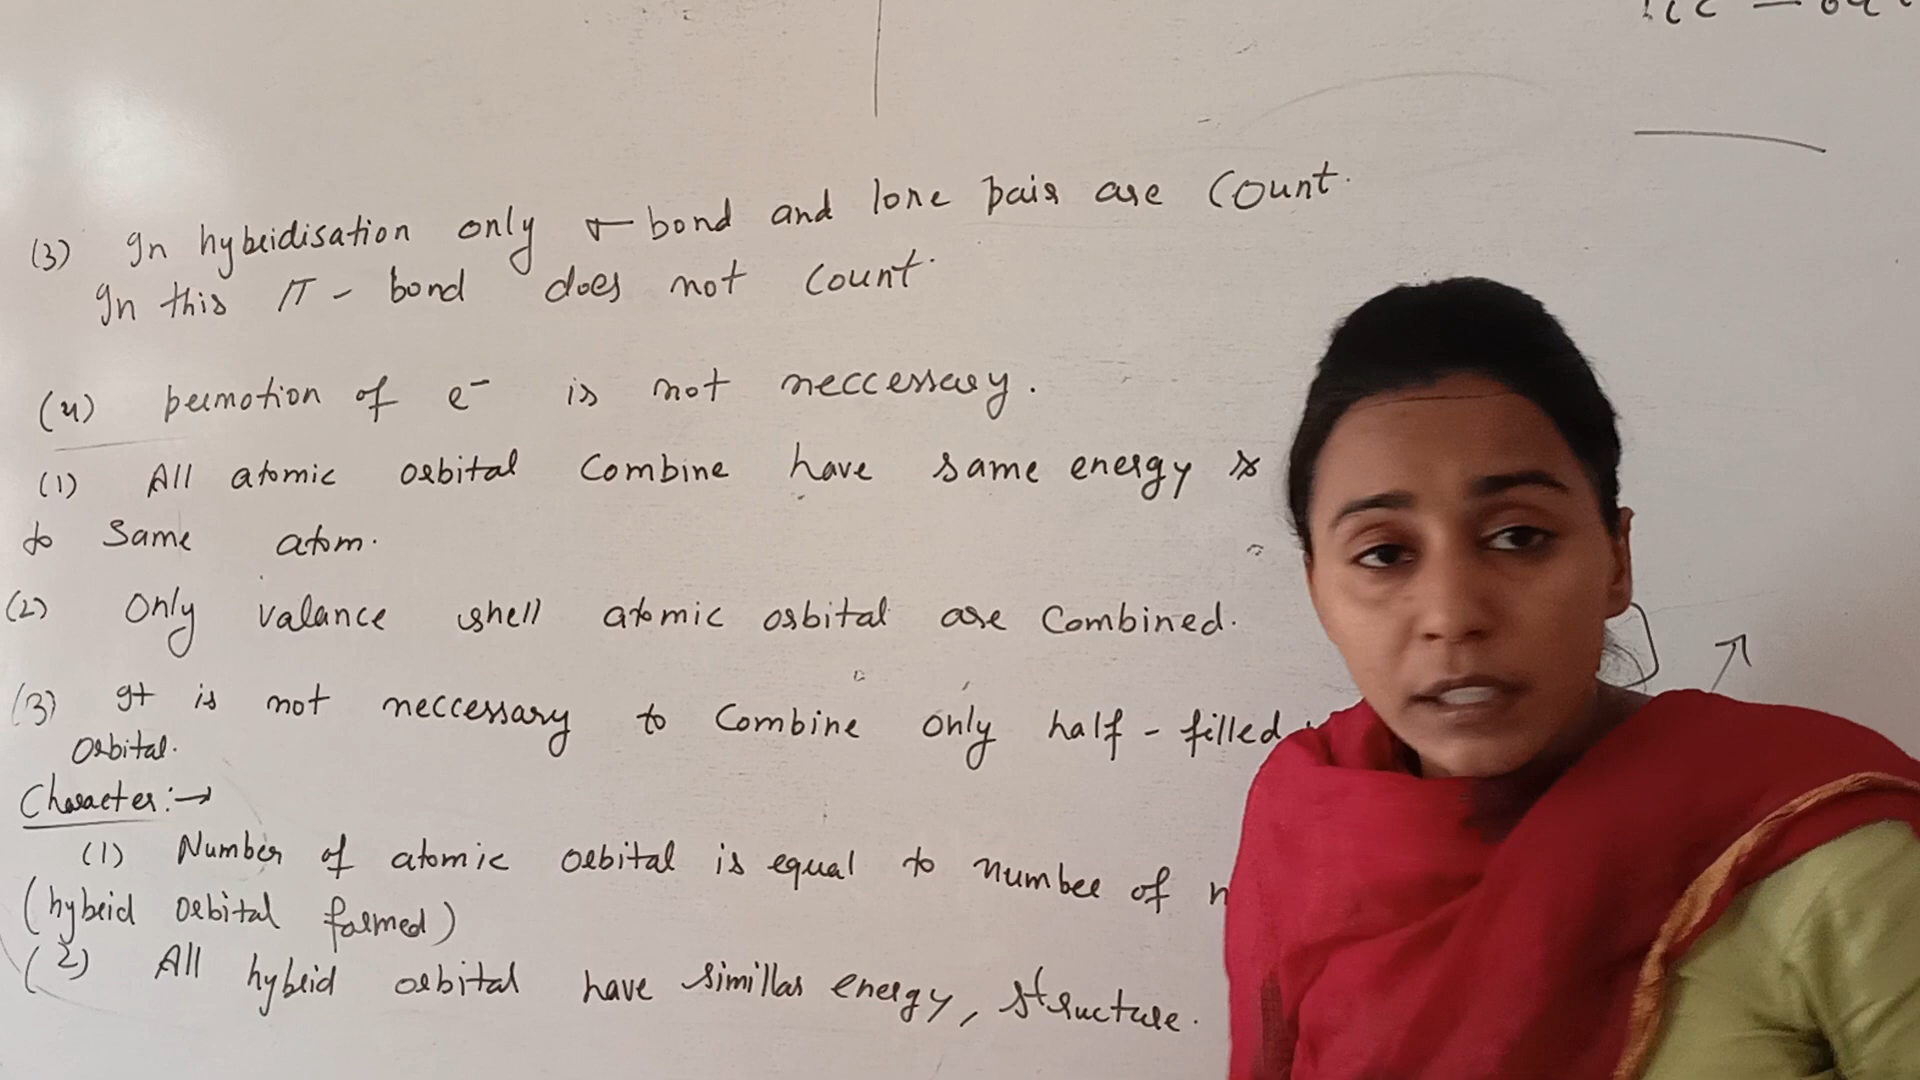 (3) In hybridisation only σ-bond and lone pair are count.
In this π - bond does not count.
(4) permotion of e⁻ is not neccessary.
(1) All atomic orbital combine have same energy &
to same atom.
(2) Only valance shell atomic orbital are combined.
(3) It is not neccessary to combine only half-filled
orbital.
Character:→
(1) Number of atomic orbital is equal to number of
(hybrid orbital formed)
(2) All hybrid orbital have simillar energy, structure.